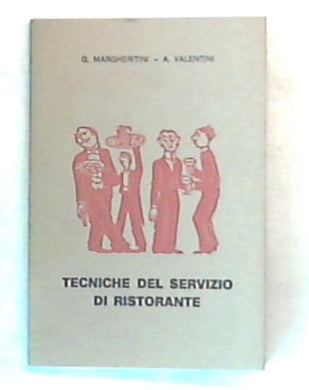 G. MARGHERITINI - A. VALENTINI
TECNICHE DEL SERVIZIO
DI RISTORANTE